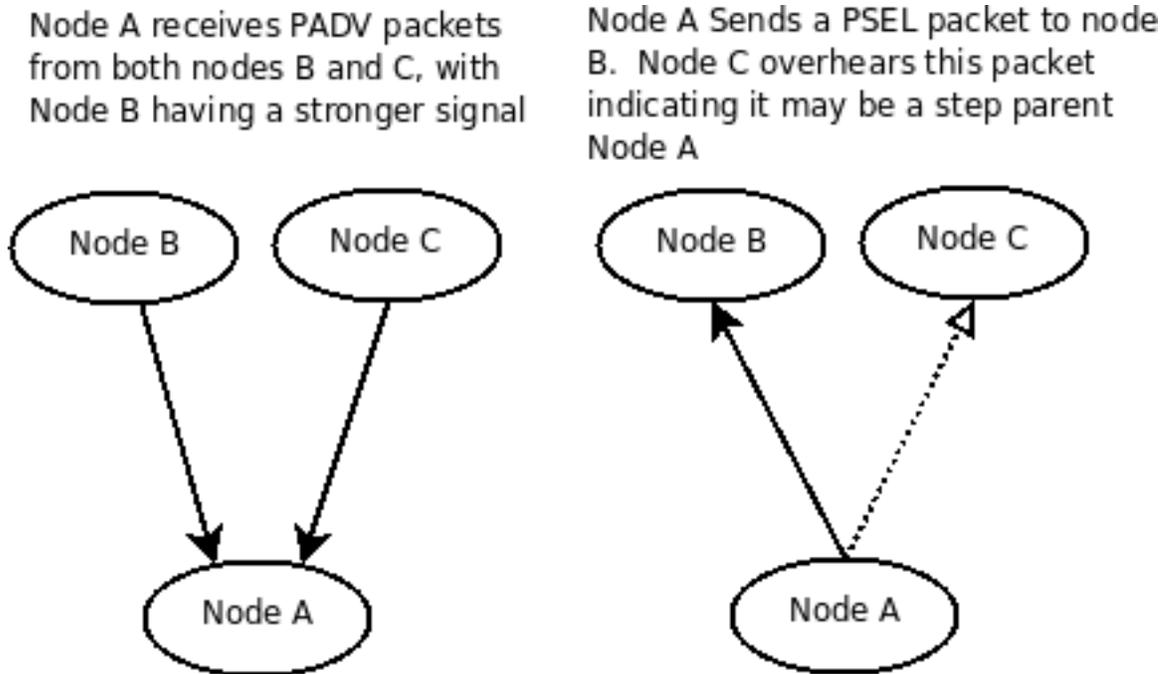 Node A receives PADV packets
from both nodes B and C, with
Node B having a stronger signal
Node B
Node C
Node A
Node A Sends a PSEL packet to node
B.  Node C overhears this packet
indicating it may be a step parent
Node A
Node B
Node C
Node A